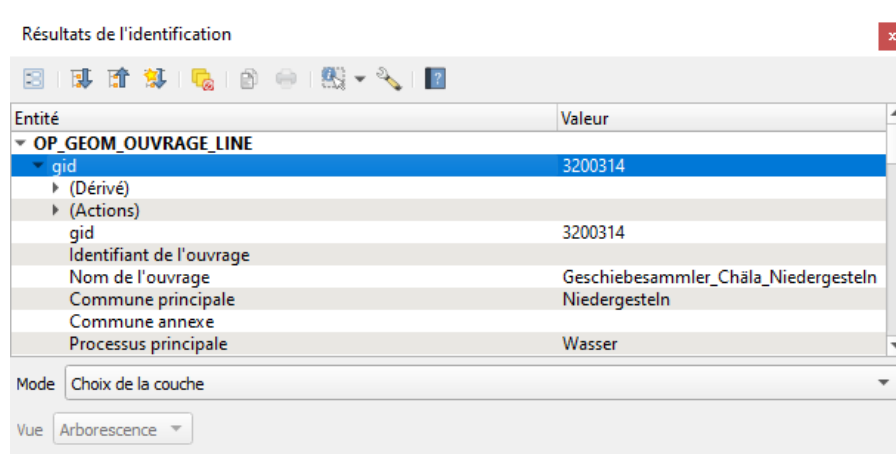 Résultats de l'identification
x
?
Entité Valeur
OP_GEOM_OUVRAGE_LINE
gid 3200314
(Dérivé)
(Actions)
gid 3200314
Identifiant de l'ouvrage
Nom de l'ouvrage Geschiebesammler_Chäla_Niedergesteln
Commune principale Niedergesteln
Commune annexe
Processus principale Wasser
Mode Choix de la couche
Vue Arborescence